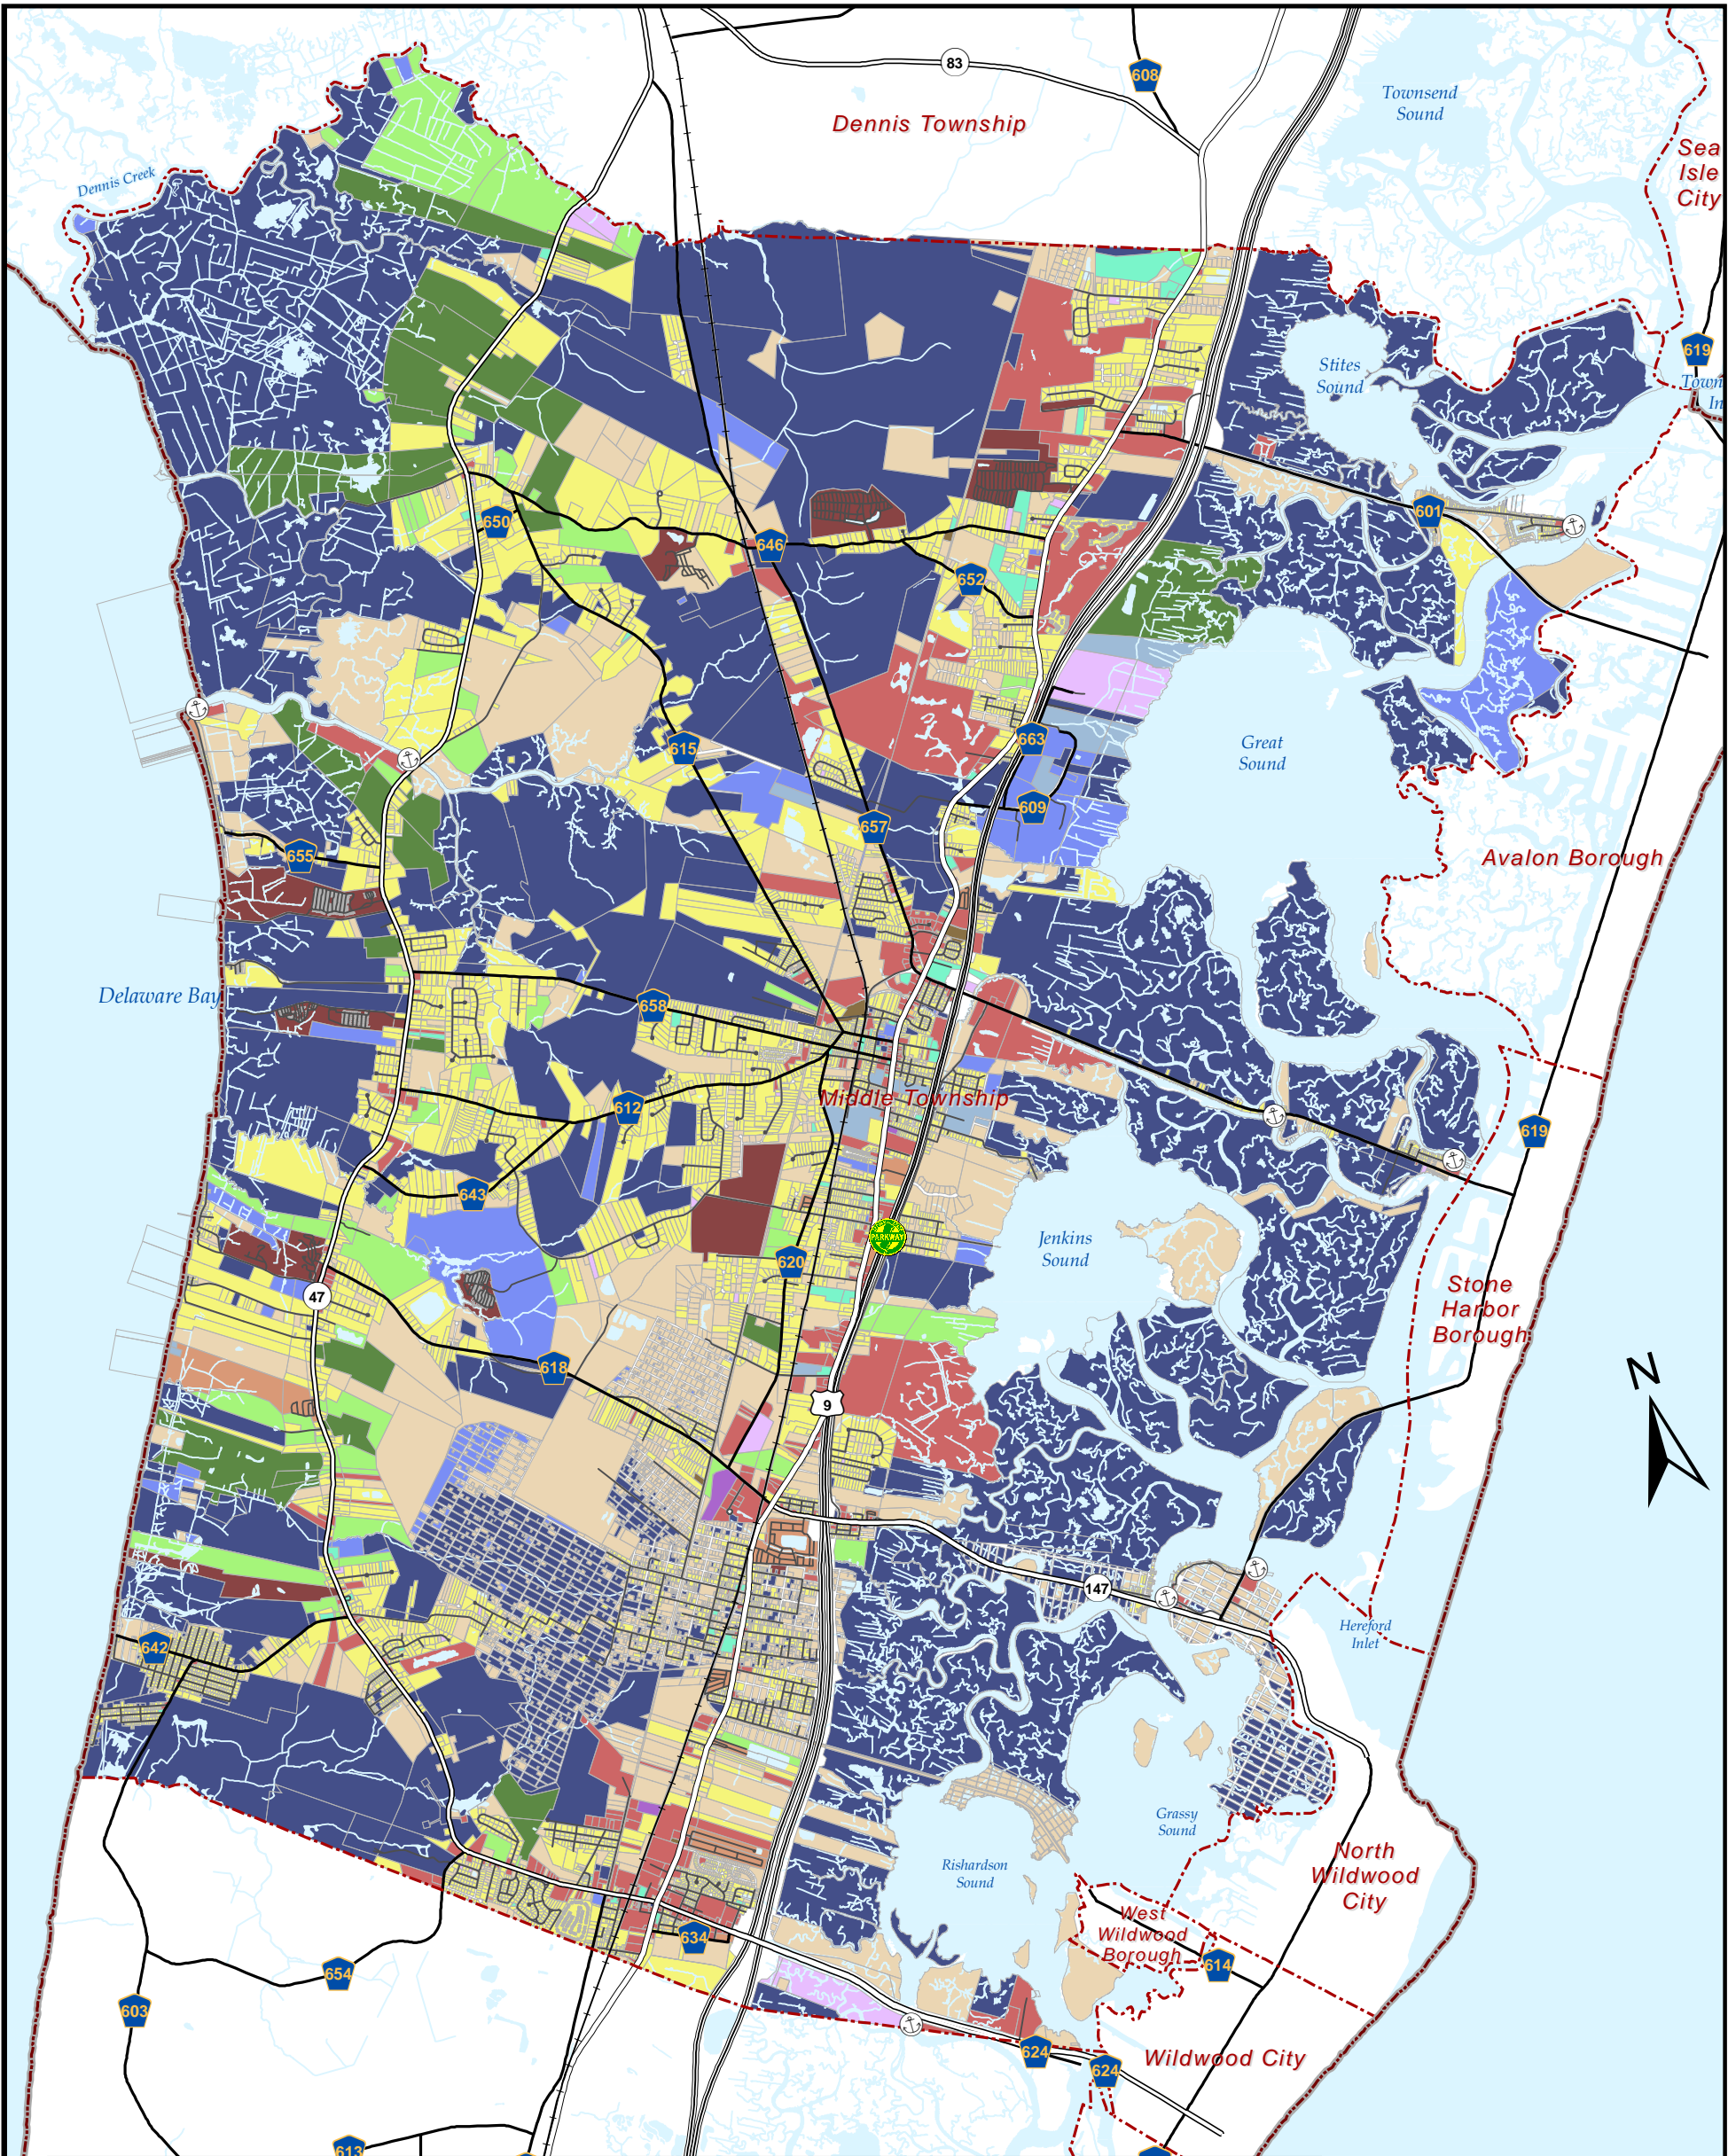 83
608
Townsend
Sound
Dennis Township
Sea
Isle
City
Dennis Creek
619
Stites
Sound
Town
In
650
601
646
652
615
663
Great
Sound
609
657
655
Avalon Borough
Delaware Bay
658
612
Middle Township
619
643
PARKWAY
Jenkins
Sound
620
47
Stone
Harbor
Borough
N
618
9
147
642
Hereford
Inlet
Grassy
Sound
Rishardson
Sound
North
Wildwood
City
West
Wildwood
Borough
634
614
654
603
624
Wildwood City
624
613